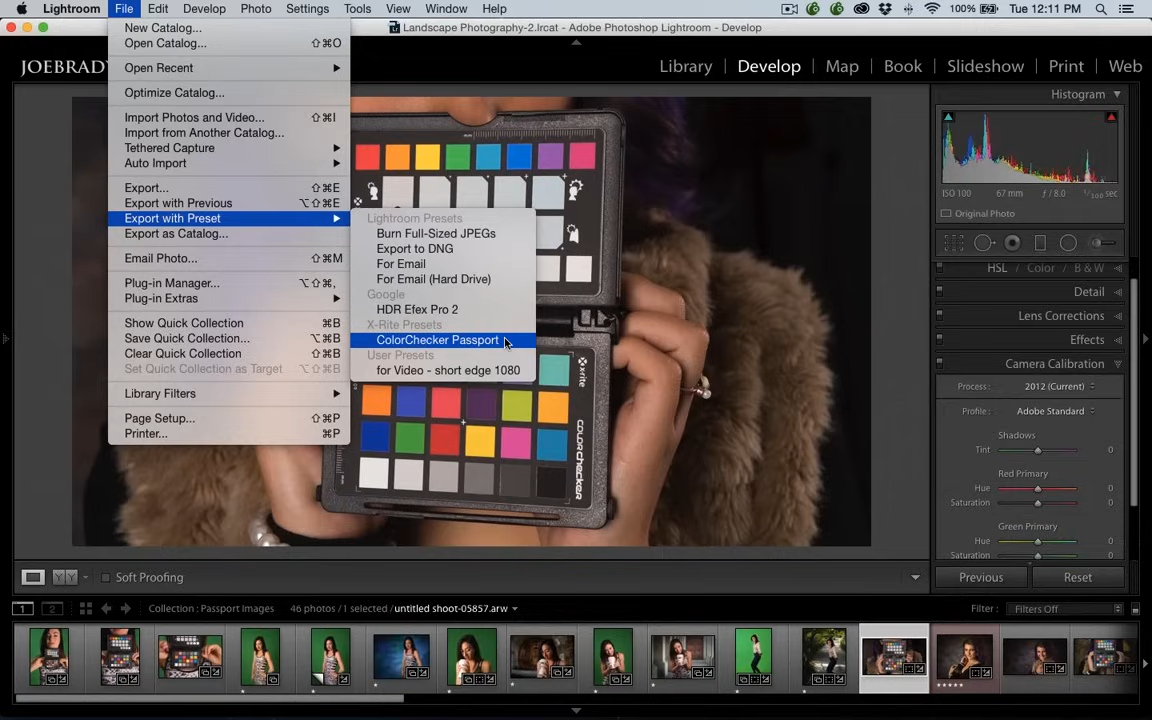 Lightroom File Edit Develop Photo Settings Tools View Window Help 100% Tue 12:11 PM
Landscape Photography-2.lrcat - Adobe Photoshop Lightroom - Develop
JOEBRADY
Library | Develop | Map | Book | Slideshow | Print | Web
New Catalog...
Open Catalog... ⇧⌘O
Open Recent
Optimize Catalog...
Import Photos and Video... ⇧⌘I
Import from Another Catalog...
Tethered Capture
Auto Import
Export... ⇧⌘E
Export with Previous ⌥⇧⌘E
Export with Preset
Export as Catalog...
Email Photo... ⇧⌘M
Plug-in Manager... ⌥⇧⌘,
Plug-in Extras
Show Quick Collection ⌘B
Save Quick Collection... ⌥⌘B
Clear Quick Collection ⇧⌘B
Set Quick Collection as Target ⌥⇧⌘B
Library Filters
Page Setup... ⇧⌘P
Printer... ⌘P
Lightroom Presets
Burn Full-Sized JPEGs
Export to DNG
For Email
For Email (Hard Drive)
Google
HDR Efex Pro 2
X-Rite Presets
ColorChecker Passport
User Presets
for Video - short edge 1080
x-rite
colorchecker
Histogram
ISO 100 67 mm f / 8.0 1/100 sec
Original Photo
HSL / Color / B & W
Detail
Lens Corrections
Effects
Camera Calibration
Process : 2012 (Current)
Profile : Adobe Standard
Shadows
Tint 0
Red Primary
Hue 0
Saturation 0
Green Primary
Hue 0
Saturation 0
Previous Reset
YY Soft Proofing
1 2 Collection : Passport Images 46 photos / 1 selected / untitled shoot-05857.arw Filter : Filters Off